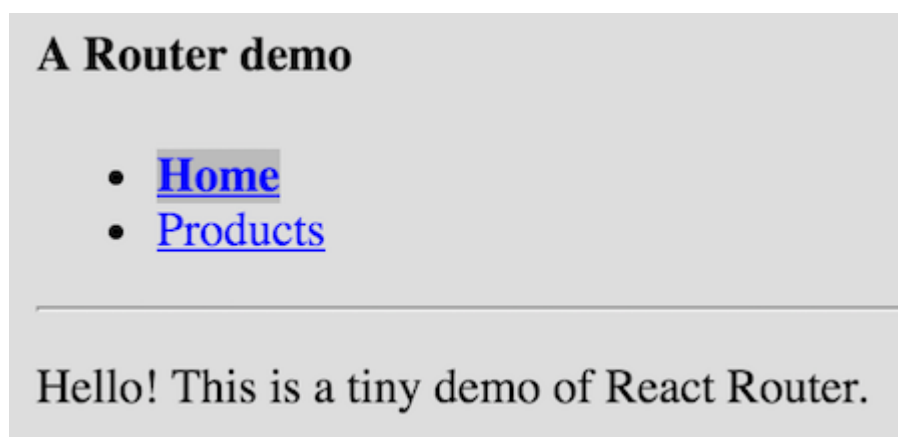 A Router demo
Home
Products
Hello! This is a tiny demo of React Router.